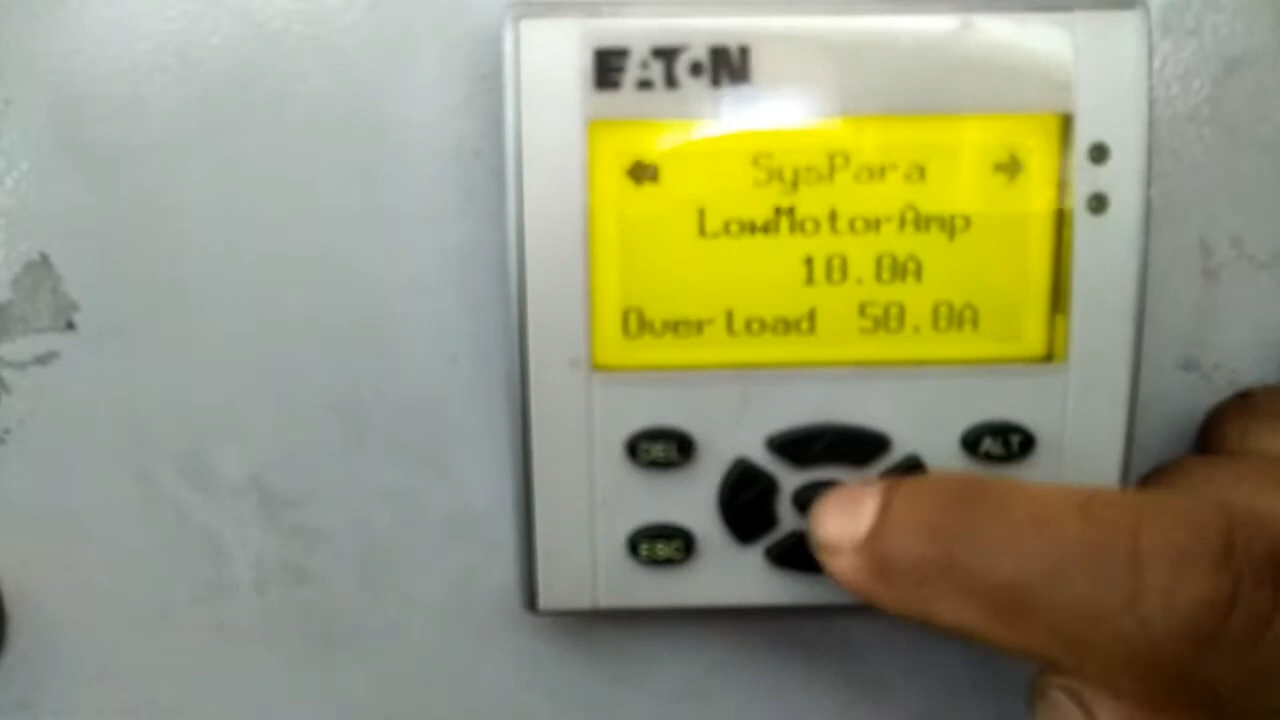 EATON
SysPara
LowMotorAmp
10.0A
Overload 50.0A
DEL
ALT
ESC